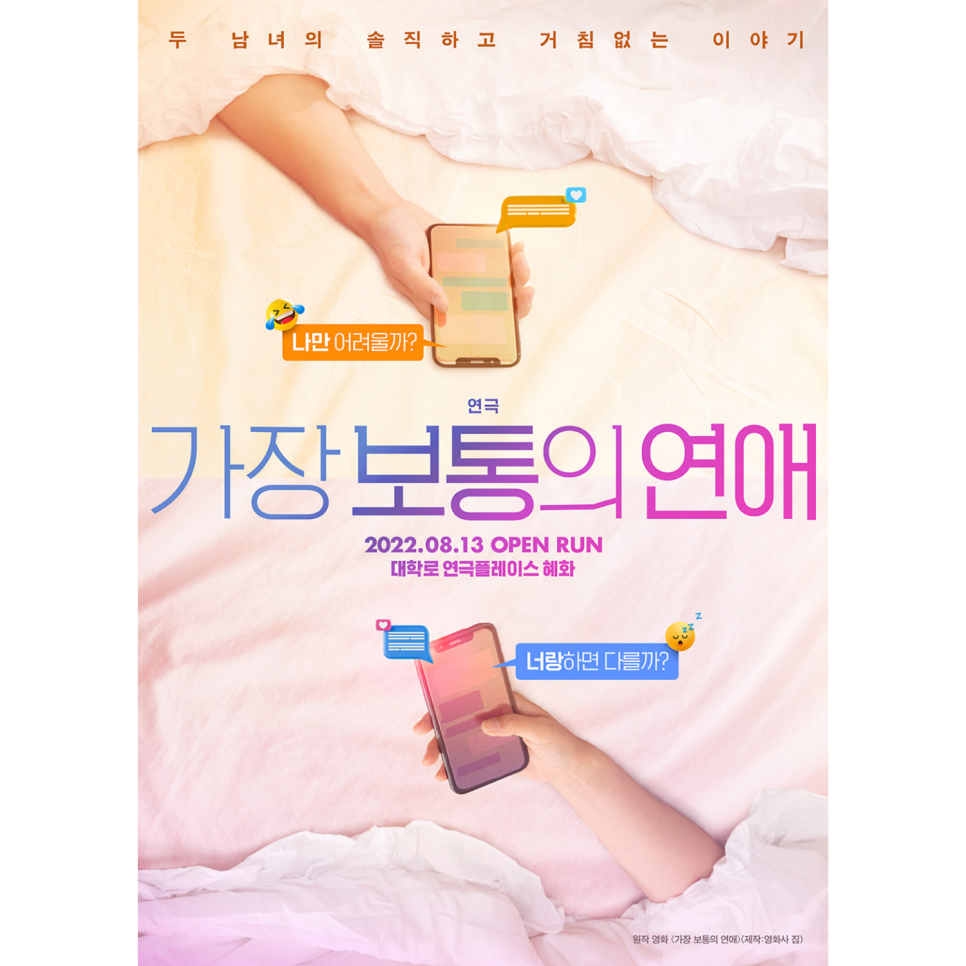 두 남녀의 솔직하고 거침없는 이야기
나만 어려울까?
연극
가장 보통의 연애
2022.08.13 OPEN RUN
대학로 연극플레이스 혜화
너랑하면 다를까?
원작 영화 <가장 보통의 연애>(제작:영화사 집)